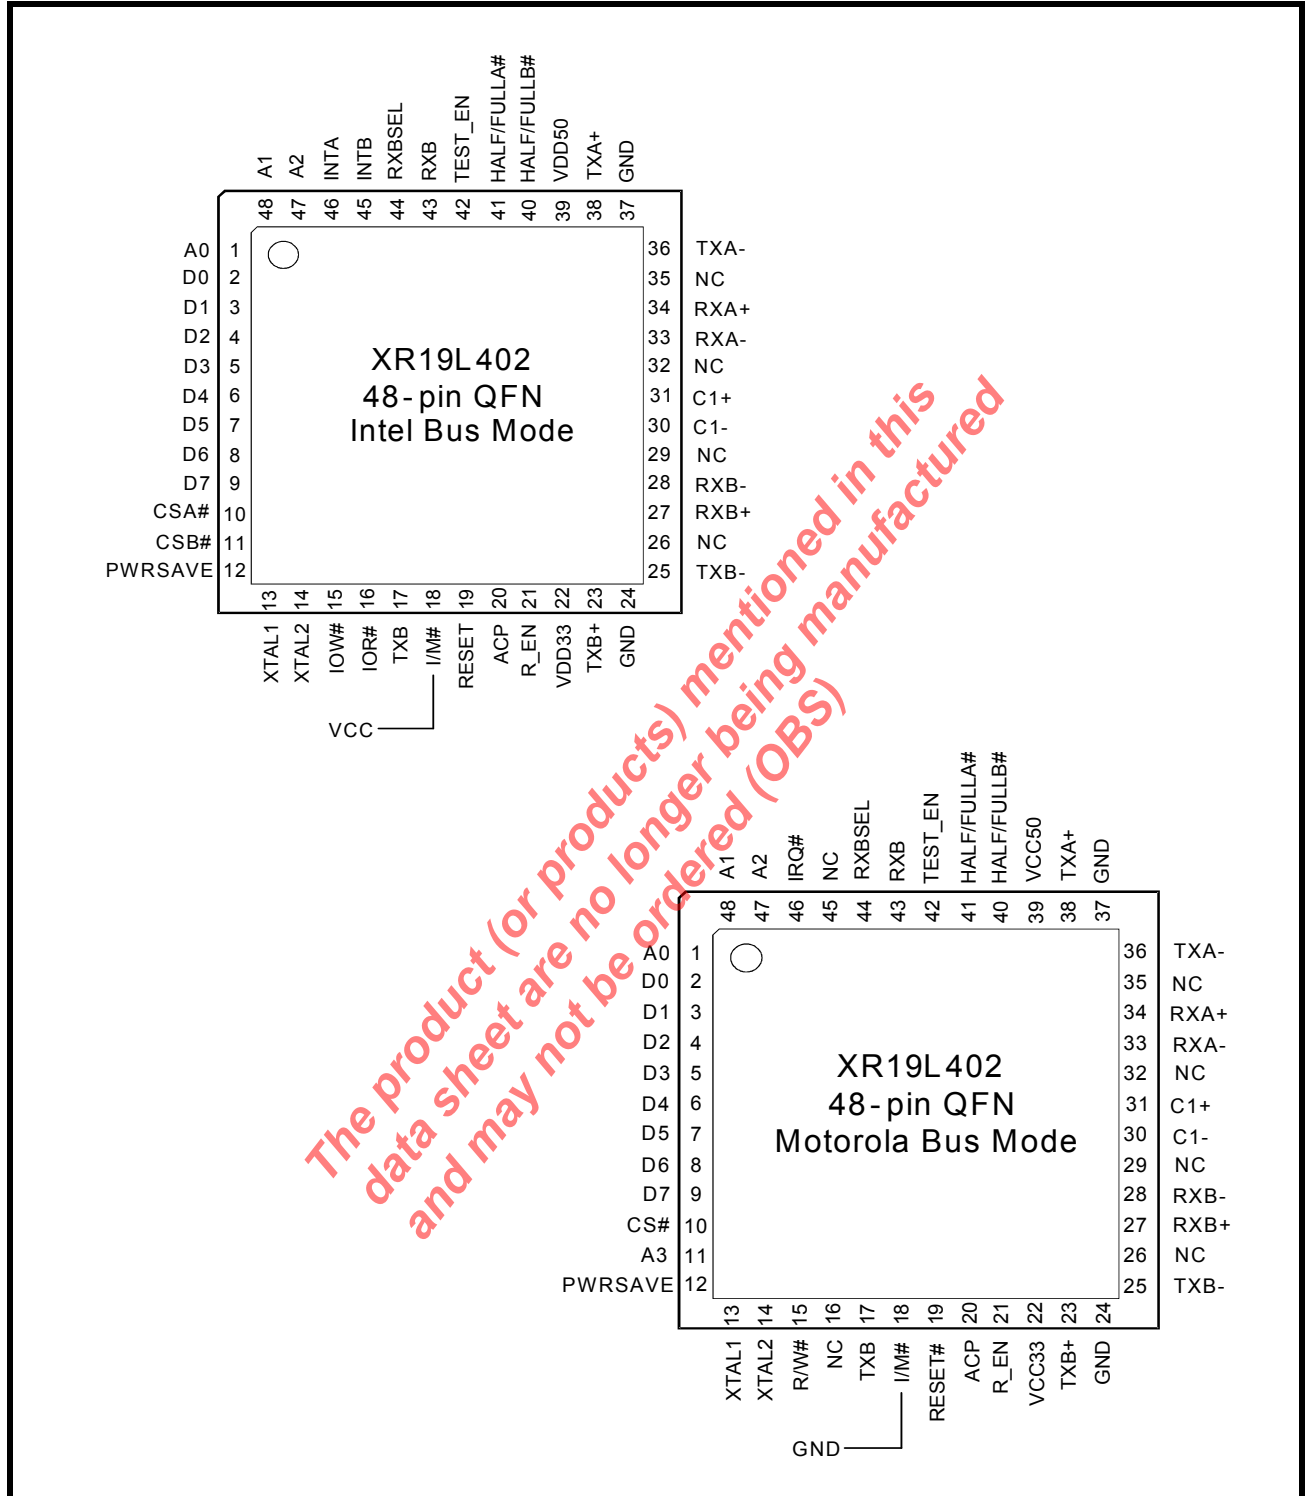 A1 A2 INTA INTB RXBSEL RXB TEST_EN HALF/FULLA# HALF/FULLB# VDD50 TXA+ GND
48 47 46 45 44 43 42 41 40 39 38 37
A0 1 36 TXA-
D0 2 35 NC
D1 3 34 RXA+
D2 4 33 RXA-
D3 5 32 NC
D4 6 31 C1+
D5 7 30 C1-
D6 8 29 NC
D7 9 28 RXB-
CSA# 10 27 RXB+
CSB# 11 26 NC
PWRSAVE 12 25 TXB-
XR19L402
48-pin QFN
Intel Bus Mode
13 14 15 16 17 18 19 20 21 22 23 24
XTAL1 XTAL2 IOW# IOR# TXB I/M# RESET ACP R_EN VDD33 TXB+ GND
VCC
The product (or products) mentioned in this
data sheet are no longer being manufactured
and may not be ordered (OBS)
A1 A2 IRQ# NC RXBSEL RXB TEST_EN HALF/FULLA# HALF/FULLB# VCC50 TXA+ GND
48 47 46 45 44 43 42 41 40 39 38 37
A0 1 36 TXA-
D0 2 35 NC
D1 3 34 RXA+
D2 4 33 RXA-
D3 5 32 NC
D4 6 31 C1+
D5 7 30 C1-
D6 8 29 NC
D7 9 28 RXB-
CS# 10 27 RXB+
A3 11 26 NC
PWRSAVE 12 25 TXB-
XR19L402
48-pin QFN
Motorola Bus Mode
13 14 15 16 17 18 19 20 21 22 23 24
XTAL1 XTAL2 R/W# NC TXB I/M# RESET# ACP R_EN VCC33 TXB+ GND
GND